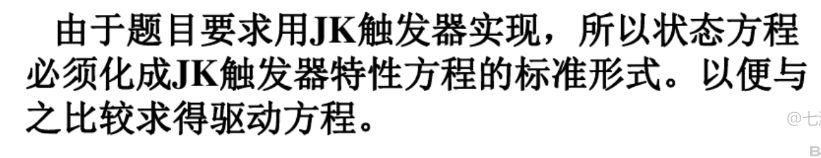 由于题目要求用JK触发器实现，所以状态方程
必须化成JK触发器特性方程的标准形式。以便与
之比较求得驱动方程。
@七
B